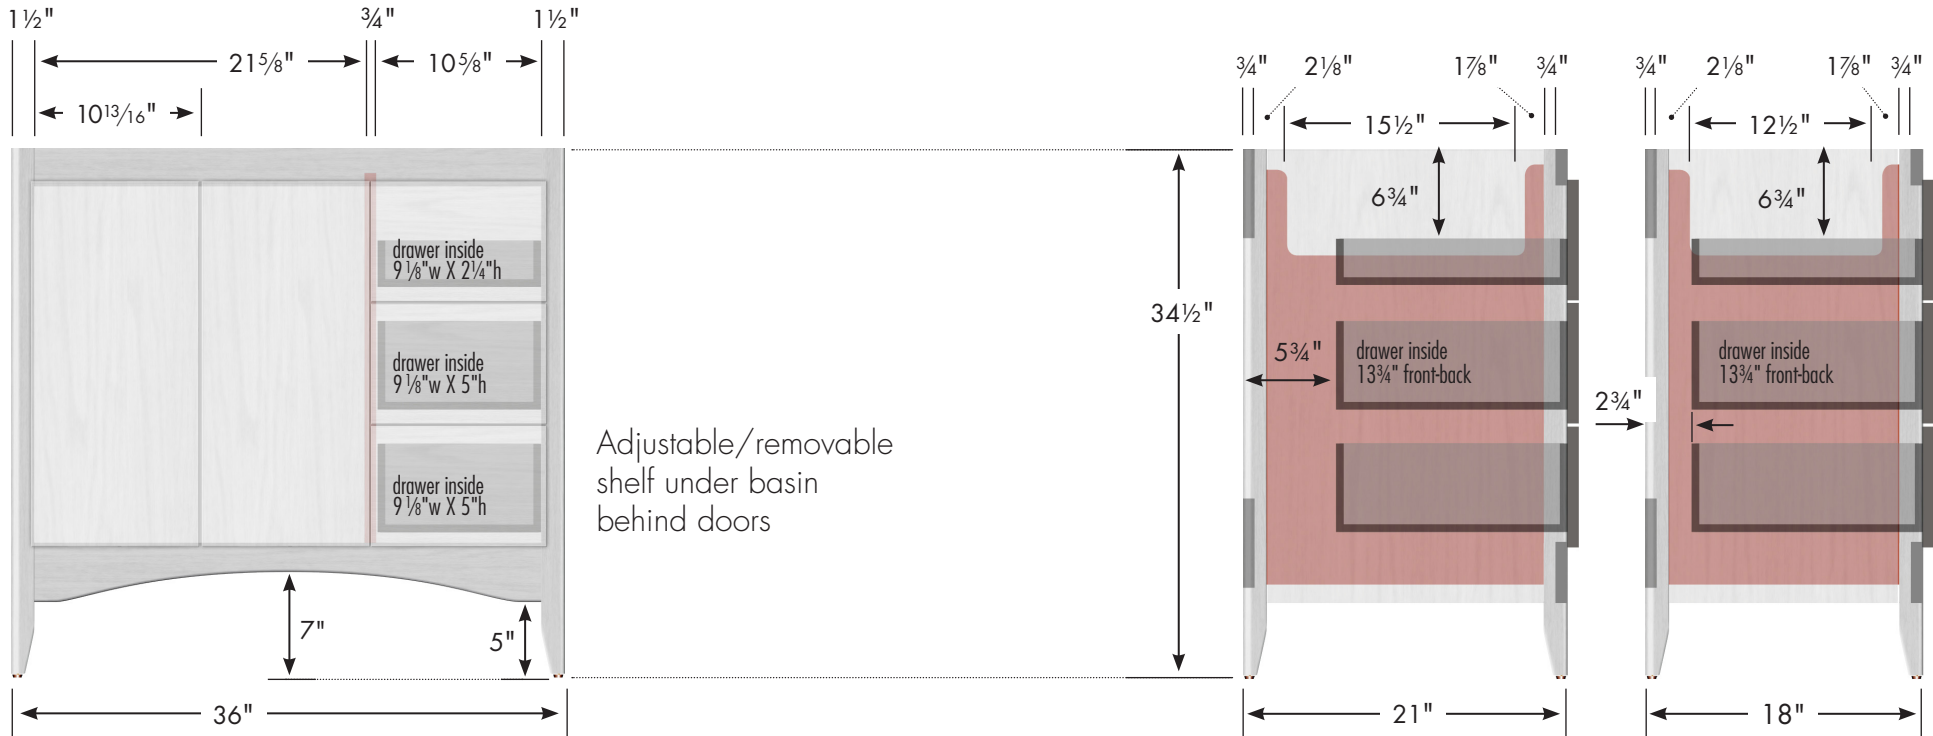 1½" ¾" 1½"
21⅝" 10⅝"
10¹³⁄₁₆"
drawer inside
9⅛"w X 2¼"h
drawer inside
9⅛"w X 5"h
drawer inside
9⅛"w X 5"h
7"
5"
36"
Adjustable/removable
shelf under basin
behind doors
34½"
¾" 2⅛" 1⅞" ¾"
15½"
6¾"
5¾"
drawer inside
13¾" front-back
21"
¾" 2⅛" 1⅞" ¾"
12½"
6¾"
drawer inside
13¾" front-back
2¾"
18"